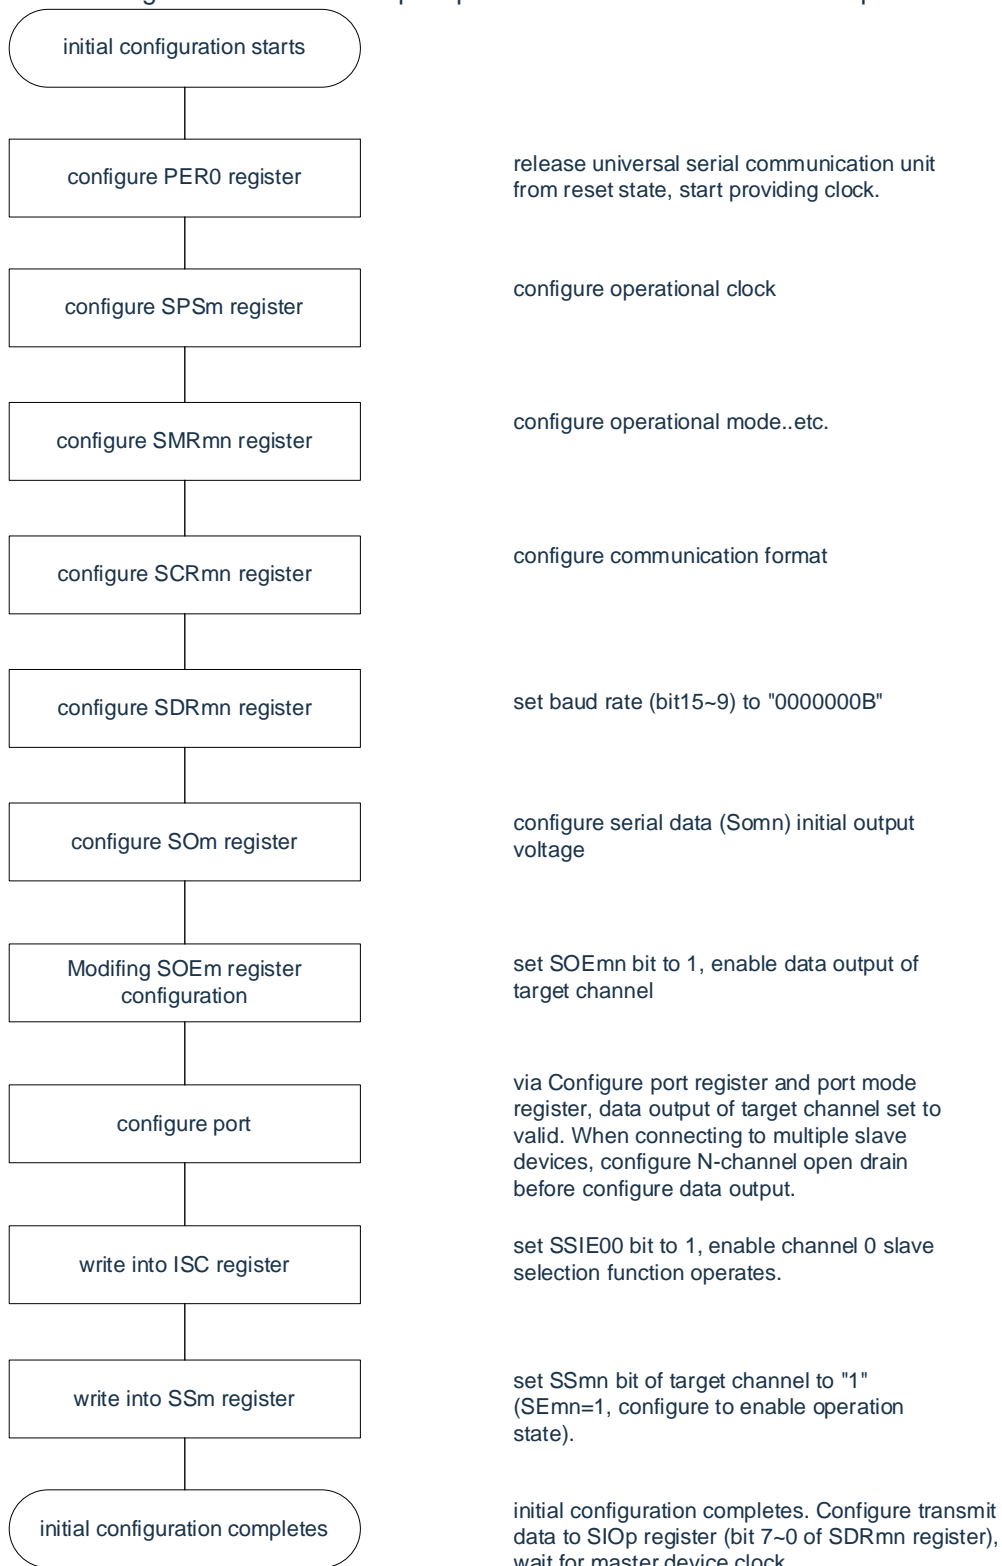 initial configuration starts
configure PER0 register
release universal serial communication unit
from reset state, start providing clock.
configure SPSm register
configure operational clock
configure SMRmn register
configure operational mode..etc.
configure SCRmn register
configure communication format
configure SDRmn register
set baud rate (bit15~9) to "0000000B"
configure SOm register
configure serial data (Somn) initial output
voltage
Modifing SOEm register
configuration
set SOEmn bit to 1, enable data output of
target channel
configure port
via Configure port register and port mode
register, data output of target channel set to
valid. When connecting to multiple slave
devices, configure N-channel open drain
before configure data output.
write into ISC register
set SSIE00 bit to 1, enable channel 0 slave
selection function operates.
write into SSm register
set SSmn bit of target channel to "1"
(SEmn=1, configure to enable operation
state).
initial configuration completes
initial configuration completes. Configure transmit
data to SIOp register (bit 7~0 of SDRmn register),
wait for master device clock